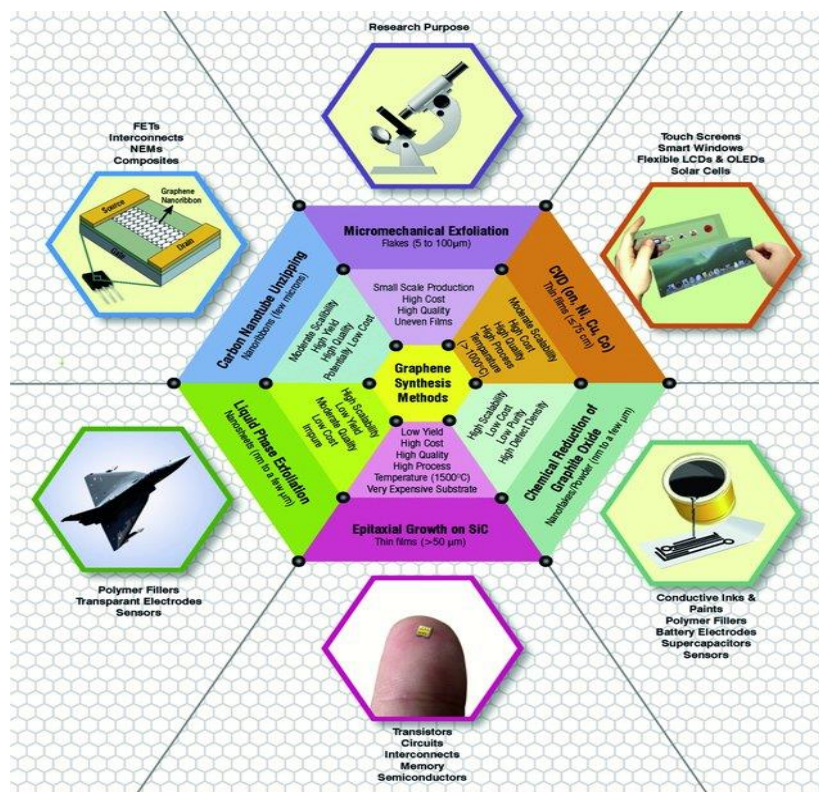 Research Purpose
FETs
Interconnects
NEMs
Composites
Graphene
Nanoribbon
Source
Gate
Drain
Touch Screens
Smart Windows
Flexible LCDs & OLEDs
Solar Cells
Micromechanical Exfoliation
Flakes (5 to 100µm)
Small Scale Production
High Cost
High Quality
Uneven Films
Carbon Nanotube Unzipping
Nanoribbons (few microns)
Moderate Scalibility
High Yield
High Quality
Potentially Low Cost
CVD (on, Ni, Cu, Co)
Thin films (≤75 cm)
Moderate Scalability
High Cost
High Quality
High Process
Temperature
(>1000°C)
Graphene
Synthesis
Methods
Liquid Phase Exfoliation
Nanosheets (nm to a few µm)
High Scalability
Low Yield
Moderate Quality
Low Cost
Impure
Chemical Reduction of
Graphite Oxide
Nanoflakes/Powder (nm to a few µm)
High Scalability
Low Cost
Low Purity
High Defect Density
Low Yield
High Cost
High Quality
High Process
Temperature (1500°C)
Very Expensive Substrate
Epitaxial Growth on SiC
Thin films (>50 µm)
Polymer Fillers
Transparant Electrodes
Sensors
Conductive Inks &
Paints
Polymer Fillers
Battery Electrodes
Supercapacitors
Sensors
Transistors
Circuits
Interconnects
Memory
Semiconductors